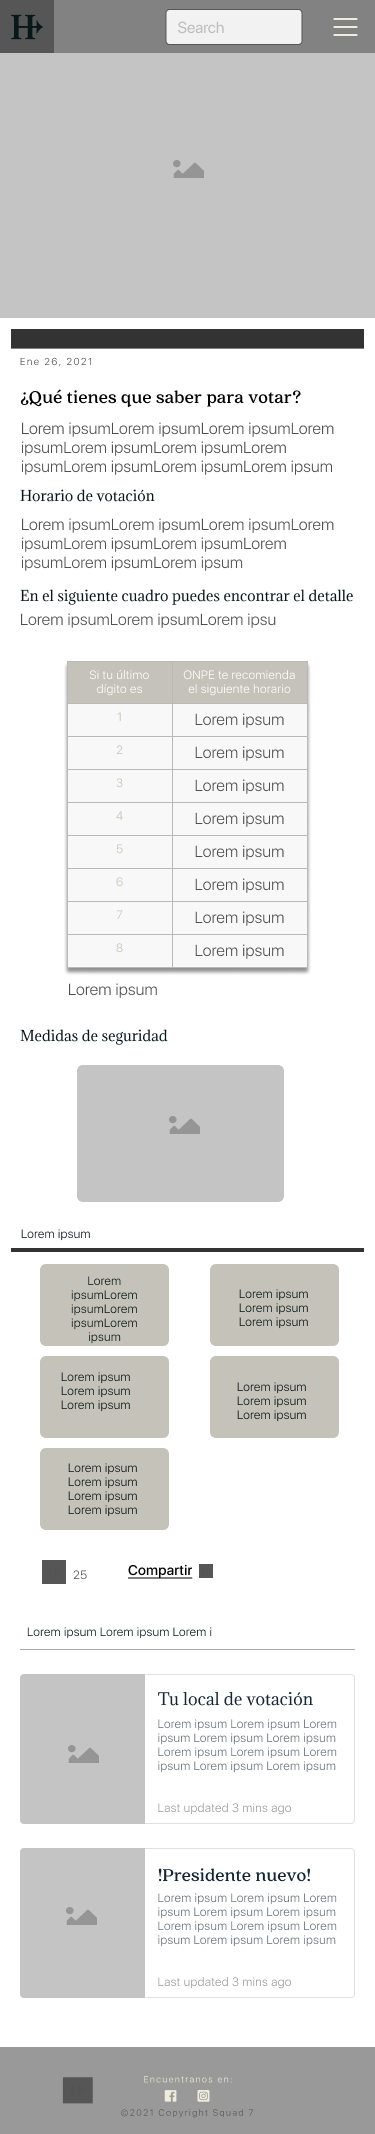 H
Search
Ene 26, 2021
¿Qué tienes que saber para votar?
Lorem ipsumLorem ipsumLorem ipsumLorem
ipsumLorem ipsumLorem ipsumLorem
ipsumLorem ipsumLorem ipsumLorem ipsum
Horario de votación
Lorem ipsumLorem ipsumLorem ipsumLorem
ipsumLorem ipsumLorem ipsumLorem
ipsumLorem ipsumLorem ipsum
En el siguiente cuadro puedes encontrar el detalle
Lorem ipsumLorem ipsumLorem ipsu
Si tu último
dígito es
ONPE te recomienda
el siguiente horario
1
Lorem ipsum
2
Lorem ipsum
3
Lorem ipsum
4
Lorem ipsum
5
Lorem ipsum
6
Lorem ipsum
7
Lorem ipsum
8
Lorem ipsum
Lorem ipsum
Medidas de seguridad
Lorem ipsum
Lorem
ipsumLorem
ipsumLorem
ipsumLorem
ipsum
Lorem ipsum
Lorem ipsum
Lorem ipsum
Lorem ipsum
Lorem ipsum
Lorem ipsum
Lorem ipsum
Lorem ipsum
Lorem ipsum
Lorem ipsum
Lorem ipsum
Lorem ipsum
Lorem ipsum
25
Compartir
Lorem ipsum Lorem ipsum Lorem i
Tu local de votación
Lorem ipsum Lorem ipsum Lorem
ipsum Lorem ipsum Lorem ipsum
Lorem ipsum Lorem ipsum Lorem
ipsum Lorem ipsum Lorem ipsum
Last updated 3 mins ago
!Presidente nuevo!
Lorem ipsum Lorem ipsum Lorem
ipsum Lorem ipsum Lorem ipsum
Lorem ipsum Lorem ipsum Lorem
ipsum Lorem ipsum Lorem ipsum
Last updated 3 mins ago
Encuentranos en:
©2021 Copyright Squad 7